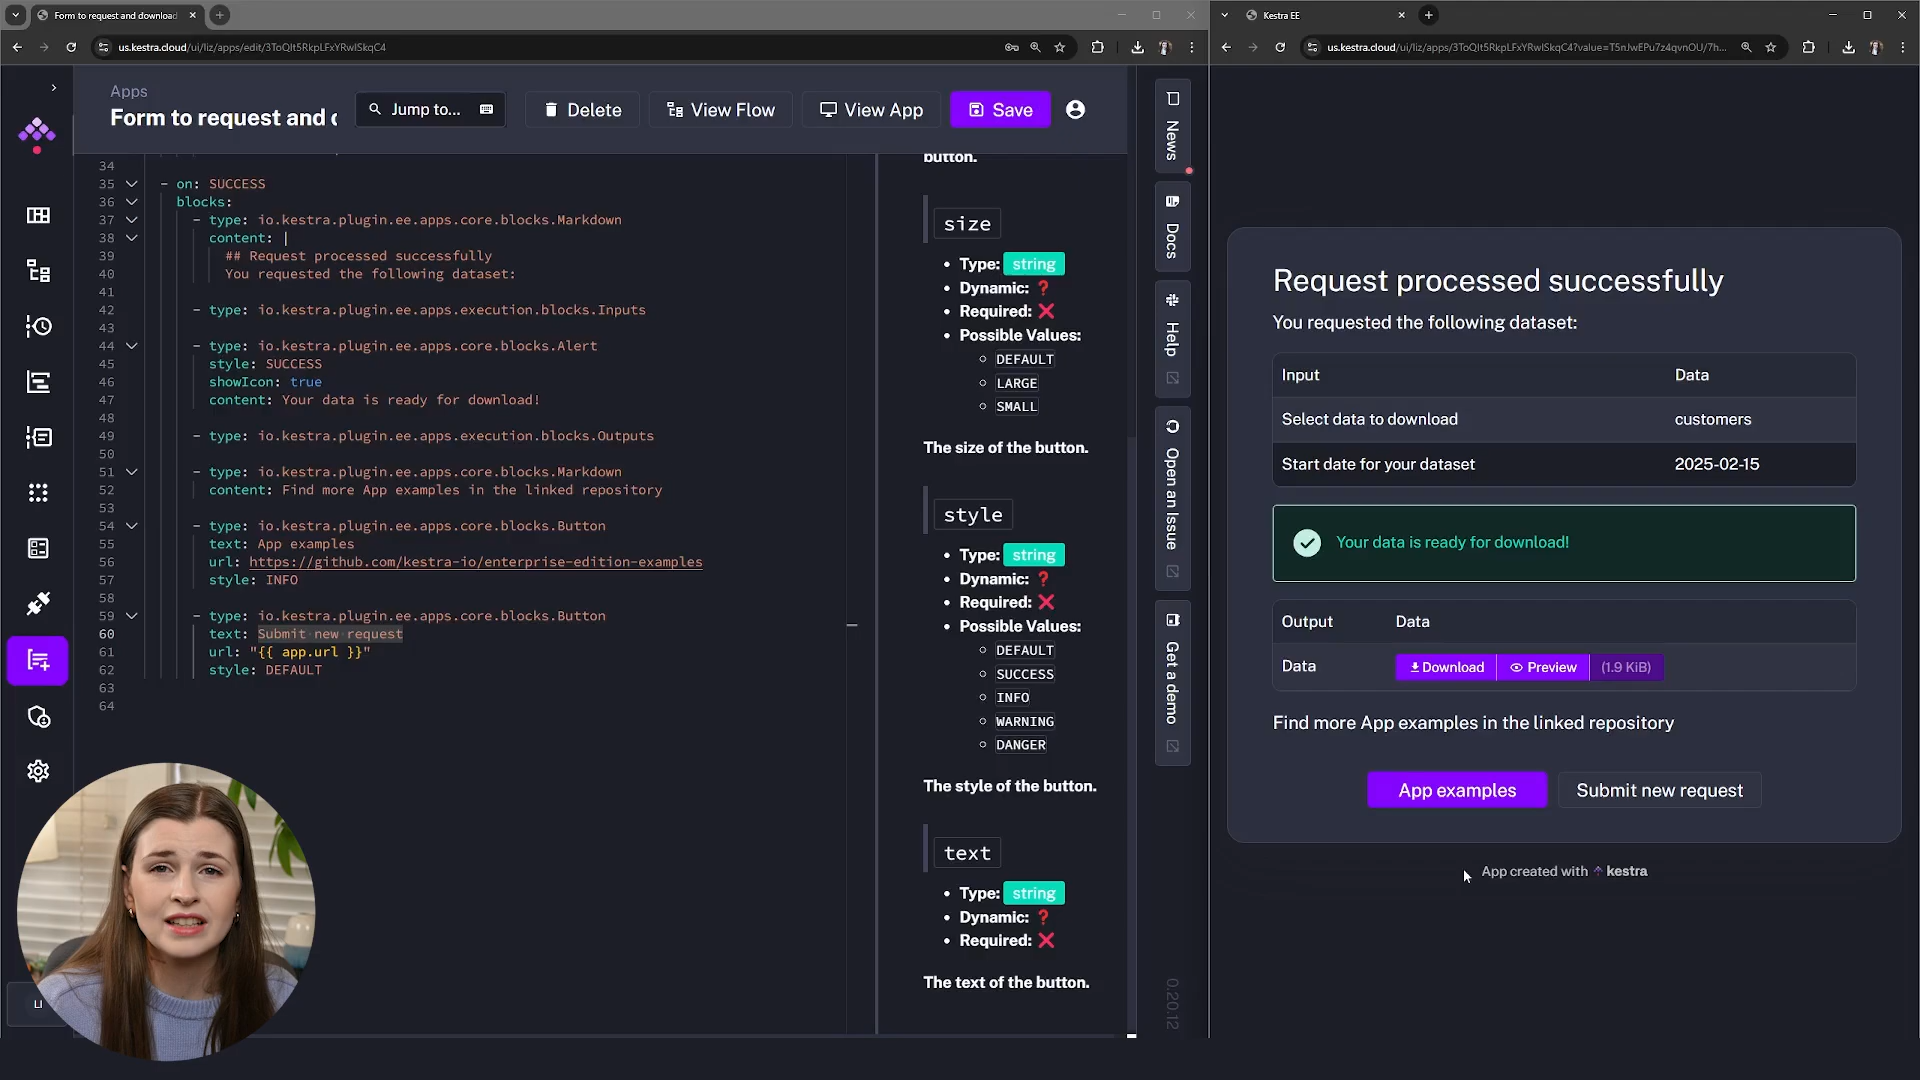 Form to request and download
us.kestra.cloud/ui/liz/apps/edit/3ToQIt5RkpLFxYRwlSkqC4
Apps
Form to request and d
Jump to...
Delete
View Flow
View App
Save
34
35 - on: SUCCESS
36 blocks:
37 - type: io.kestra.plugin.ee.apps.core.blocks.Markdown
38 content: |
39 ## Request processed successfully
40 You requested the following dataset:
41
42 - type: io.kestra.plugin.ee.apps.execution.blocks.Inputs
43
44 - type: io.kestra.plugin.ee.apps.core.blocks.Alert
45 style: SUCCESS
46 showIcon: true
47 content: Your data is ready for download!
48
49 - type: io.kestra.plugin.ee.apps.execution.blocks.Outputs
50
51 - type: io.kestra.plugin.ee.apps.core.blocks.Markdown
52 content: Find more App examples in the linked repository
53
54 - type: io.kestra.plugin.ee.apps.core.blocks.Button
55 text: App examples
56 url: https://github.com/kestra-io/enterprise-edition-examples
57 style: INFO
58
59 - type: io.kestra.plugin.ee.apps.core.blocks.Button
60 text: Submit new request
61 url: "{{ app.url }}"
62 style: DEFAULT
63
64
LI
button.
size
Type: string
Dynamic: ❓
Required: ❌
Possible Values:
DEFAULT
LARGE
SMALL
The size of the button.
style
Type: string
Dynamic: ❓
Required: ❌
Possible Values:
DEFAULT
SUCCESS
INFO
WARNING
DANGER
The style of the button.
text
Type: string
Dynamic: ❓
Required: ❌
The text of the button.
News
Docs
Help
Open an Issue
Get a demo
0.20.12
Kestra EE
us.kestra.cloud/ui/liz/apps/3ToQIt5RkpLFxYRwlSkqC4?value=T5nJwEPu7z4qvnOU/7h...
Request processed successfully
You requested the following dataset:
Input Data
Select data to download customers
Start date for your dataset 2025-02-15
Your data is ready for download!
Output Data
Data Download Preview (1.9 KiB)
Find more App examples in the linked repository
App examples
Submit new request
App created with kestra